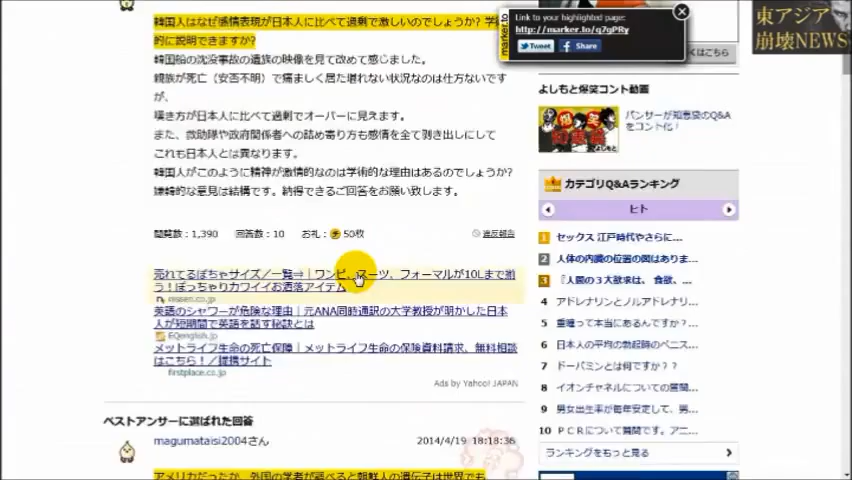 韓国人はなぜ感情表現が日本人に比べて過剰で激しいのでしょうか? 学術
的に説明できますか?
韓国船の沈没事故の遺族の映像を見て改めて感じました。
親族が死亡（安否不明）で痛ましく居た堪れない状況なのは仕方ないです
が、
嘆き方が日本人に比べて過剰でオーバーに見えます。
また、救助隊や政府関係者への詰め寄り方も感情を全て剥き出しにして
これも日本人とは異なります。
韓国人がこのように精神が激情的なのは学術的な理由はあるのでしょうか?
嫌韓的な意見は結構です。納得できるご回答をお願い致します。
閲覧数：1,390 回答数：10 お礼：50枚
違反報告
売れてるぽちゃサイズ／一覧⇒｜ワンピ、スーツ、フォーマルが10Lまで揃
う！ぽっちゃりカワイイお洒落アイテム
nissen.co.jp
英語のシャワーが危険な理由｜元ANA同時通訳の大学教授が明かした日本
人が短期間で英語を話す秘訣とは
EQenglish.jp
メットライフ生命の死亡保障｜メットライフ生命の保険資料請求、無料相談
はこちら！／提携サイト
firstplace.co.jp
Ads by Yahoo! JAPAN
ベストアンサーに選ばれた回答
magumataisi2004さん
2014/4/19 18:18:36
アメリカだったか、外国の学者が調べると朝鮮人の遺伝子は世界でも
marker.to
Link to your highlighted page:
http://marker.to/q7gPRy
Tweet
Share
くはこちら
東アジア
崩壊NEWS
よしもと爆笑コント動画
爆笑
よしもと
パンサーが知恵袋のQ&A
をコント化！
カテゴリQ&Aランキング
ヒト
1 セックス 江戸時代やさらに...
2 人体の内臓の位置の図はありま...
3 『人間の３大欲求は、 食欲、...
4 アドレナリンとノルアドレナリ...
5 重瞳って本当にあるんですか?...
6 日本人の平均の勃起時のペニス...
7 ドーパミンとは何ですか？？
8 イオンチャネルについての質問...
9 男女出生率が毎年安定して、男...
10 ＰＣＲについて質問です。アニ...
ランキングをもっと見る